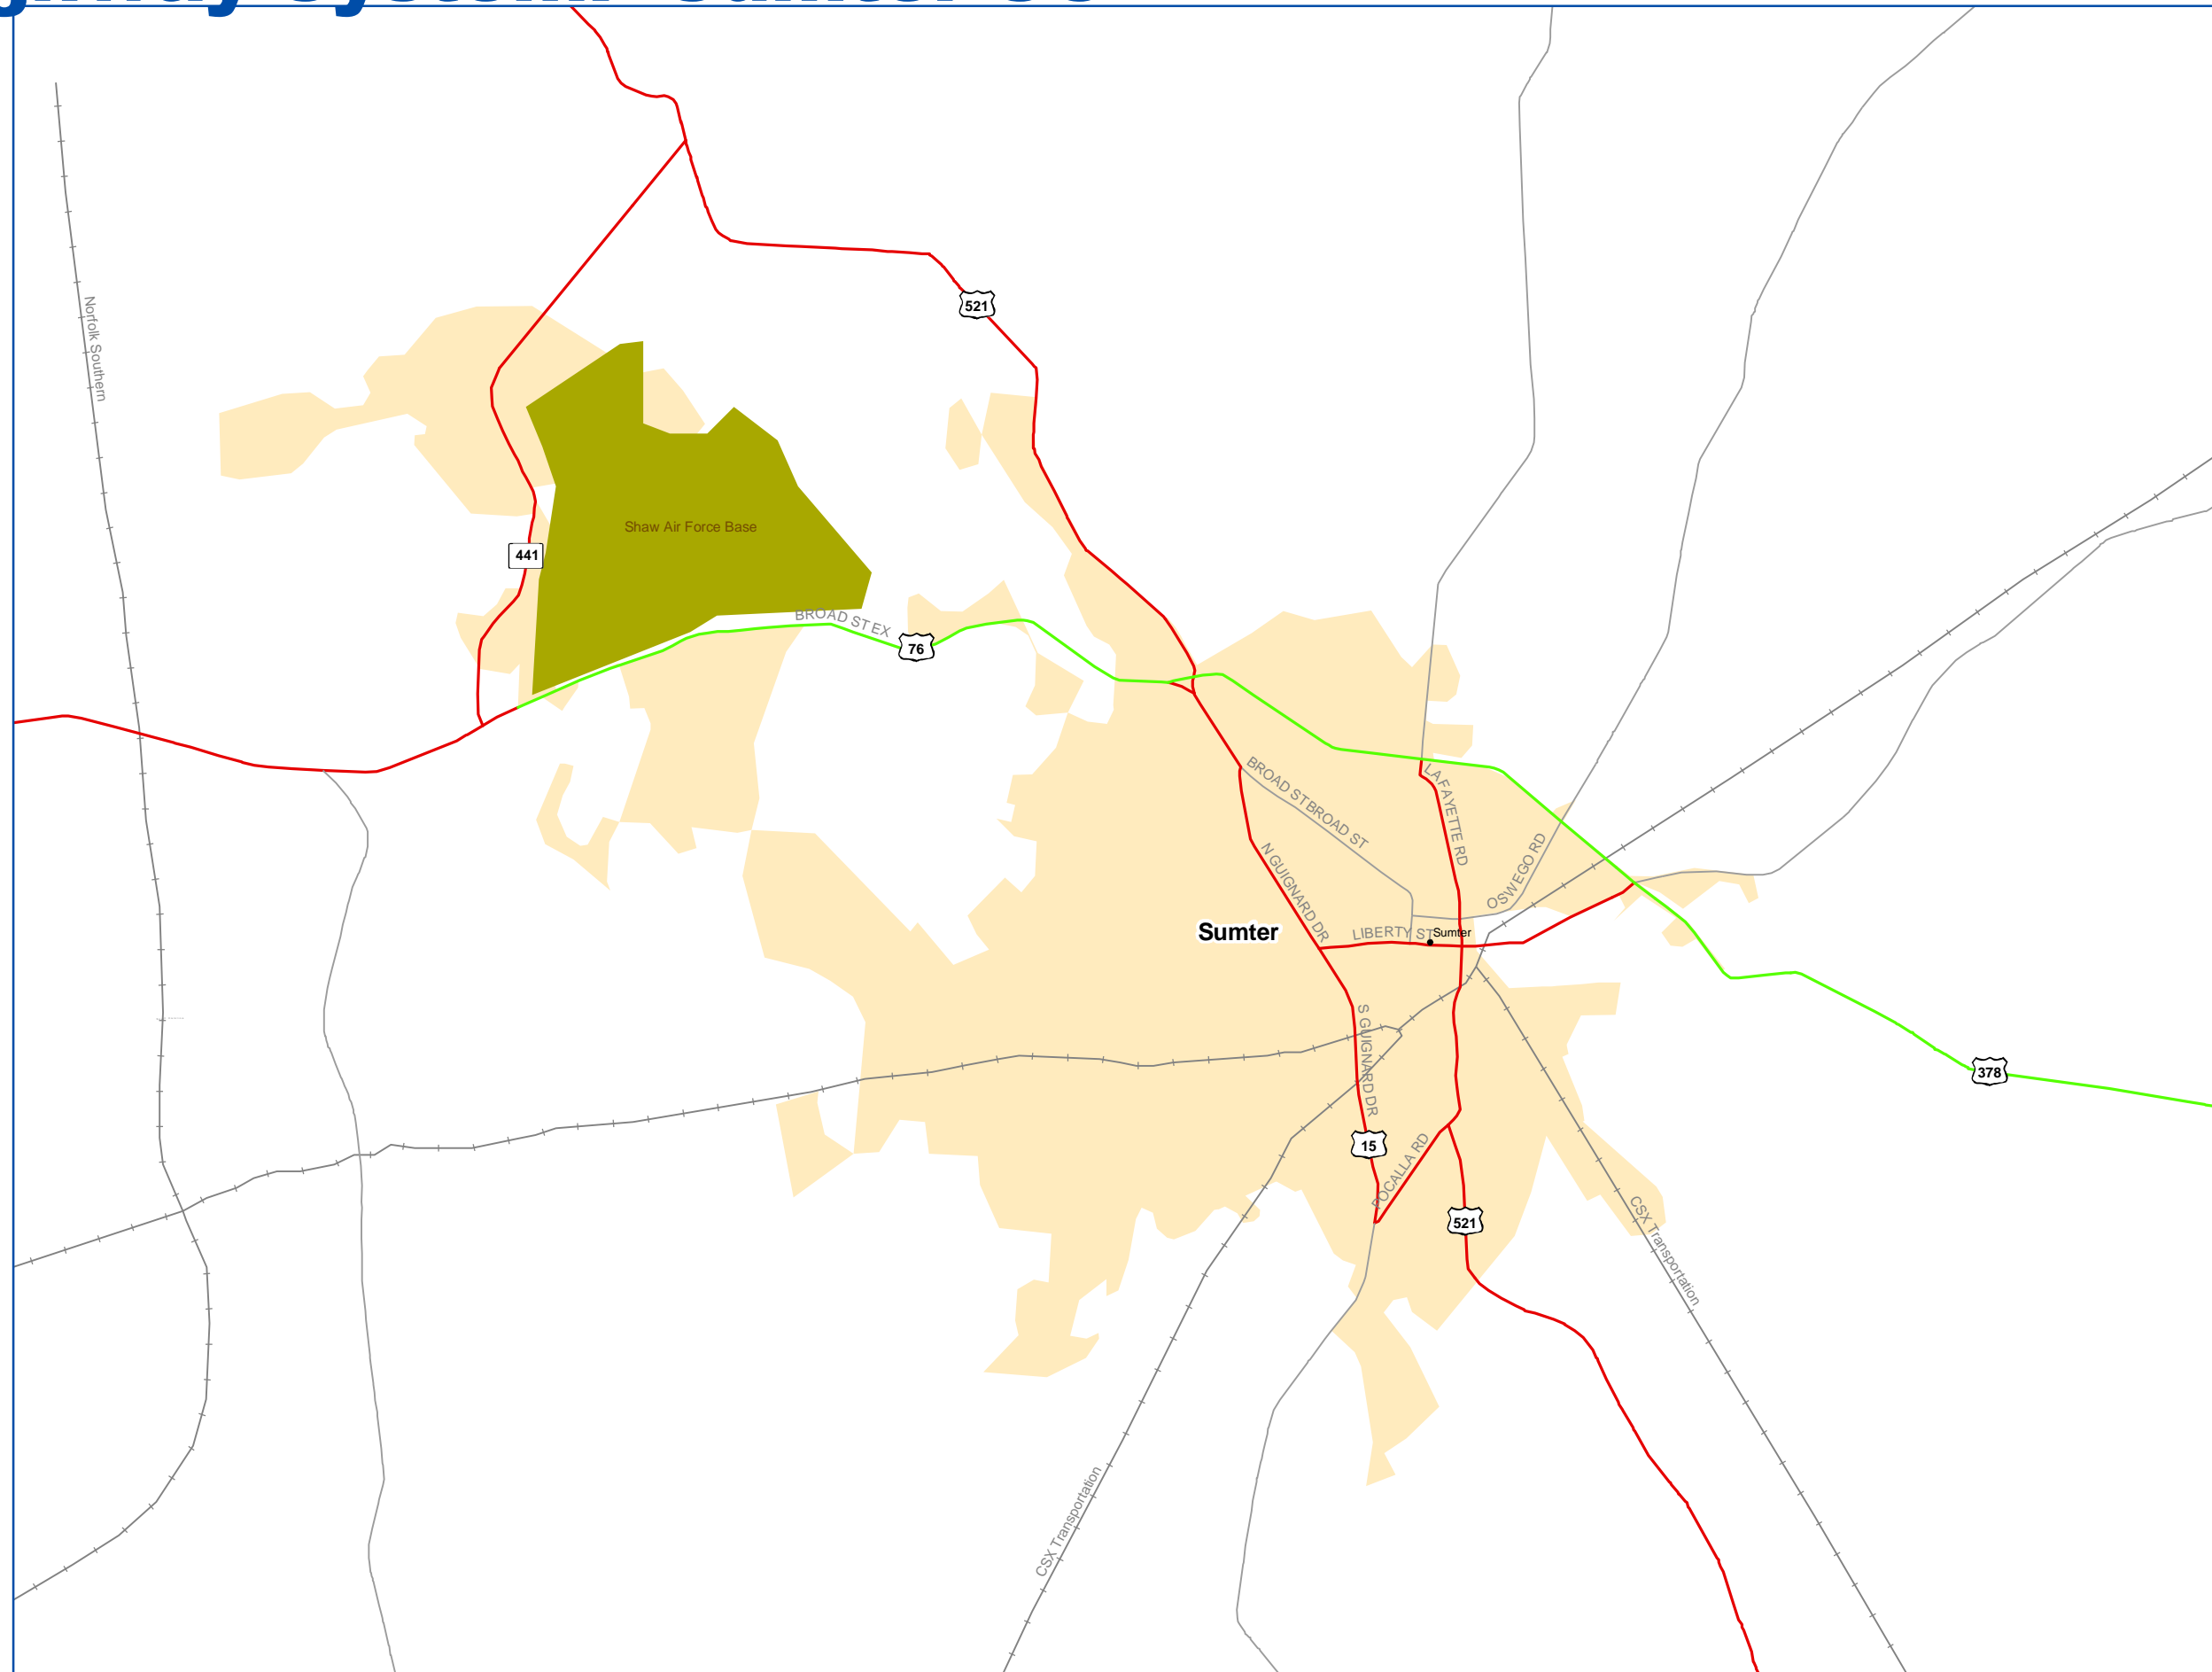 521
Norfolk Southern
Shaw Air Force Base
441
BROAD ST EX
76
BROAD ST
BROAD ST
LAFAYETTE RD
N GUIGNARD DR
OSWEGO RD
Sumter
LIBERTY ST
Sumter
S GUIGNARD DR
378
15
POCALLA RD
521
CSX Transportation
CSX Transportation